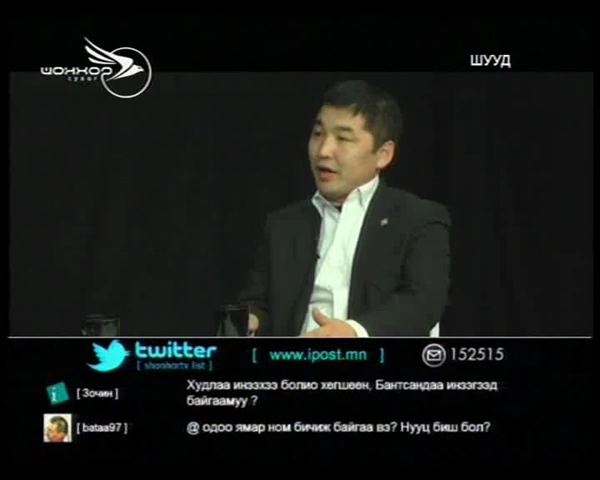 ШОНХОР
суваг
ШУУД
twitter
[ shonhortv list ]
[ www.ipost.mn ]
152515
[ Зочин ]
Худлаа инээхээ болио хөгшөөн, Бантсандаа инээгээд
байгаамуу ?
[ bataa97 ]
@ одоо ямар ном бичиж байгаа вэ? Нууц биш бол?